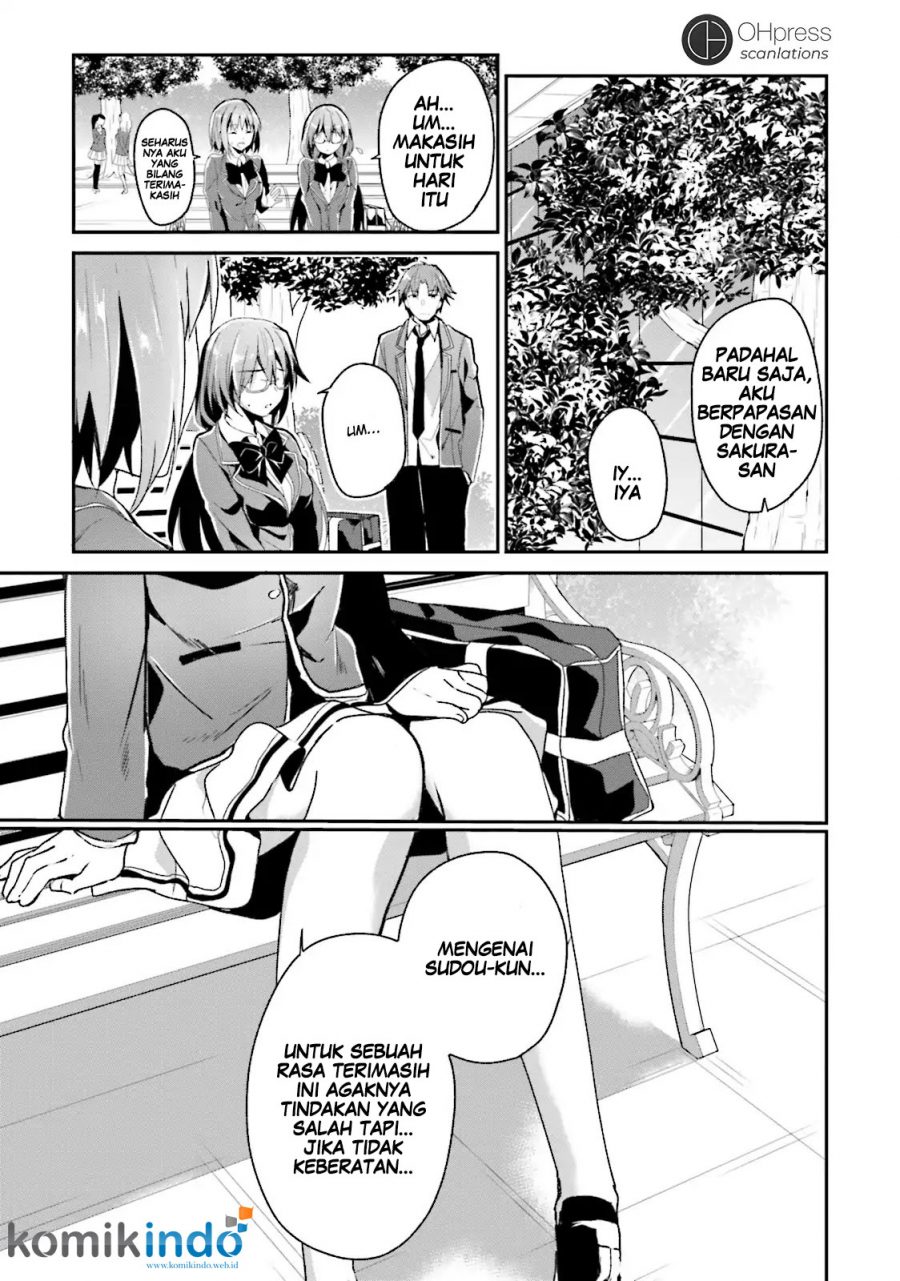 OHpress
scanlations
PADAHAL
BARU SAJA,
AKU
BERPAPASAN
DENGAN
SAKURA-
SAN
IY...
IYA
AH...
UM...
MAKASIH
UNTUK
HARI
ITU
SEHARUS
NYA AKU
YANG
BILANG
TERIMA-
KASIH
UM...
MENGENAI
SUDOU-KUN...
UNTUK SEBUAH
RASA TERIMASIH
INI AGAKNYA
TINDAKAN YANG
SALAH TAPI...
JIKA TIDAK
KEBERATAN...
komikindo
www.komikindo.web.id